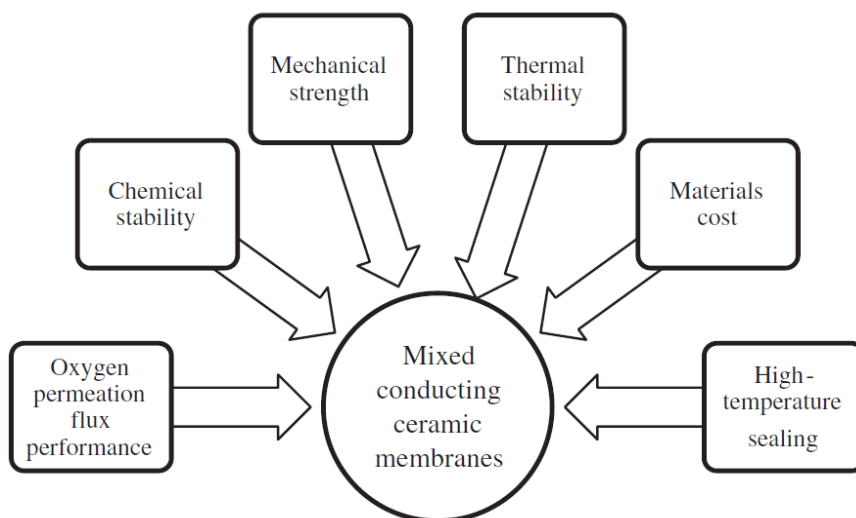 Mechanical
strength
Thermal
stability
Chemical
stability
Materials
cost
Oxygen
permeation
flux
performance
Mixed
conducting
ceramic
membranes
High-
temperature
sealing